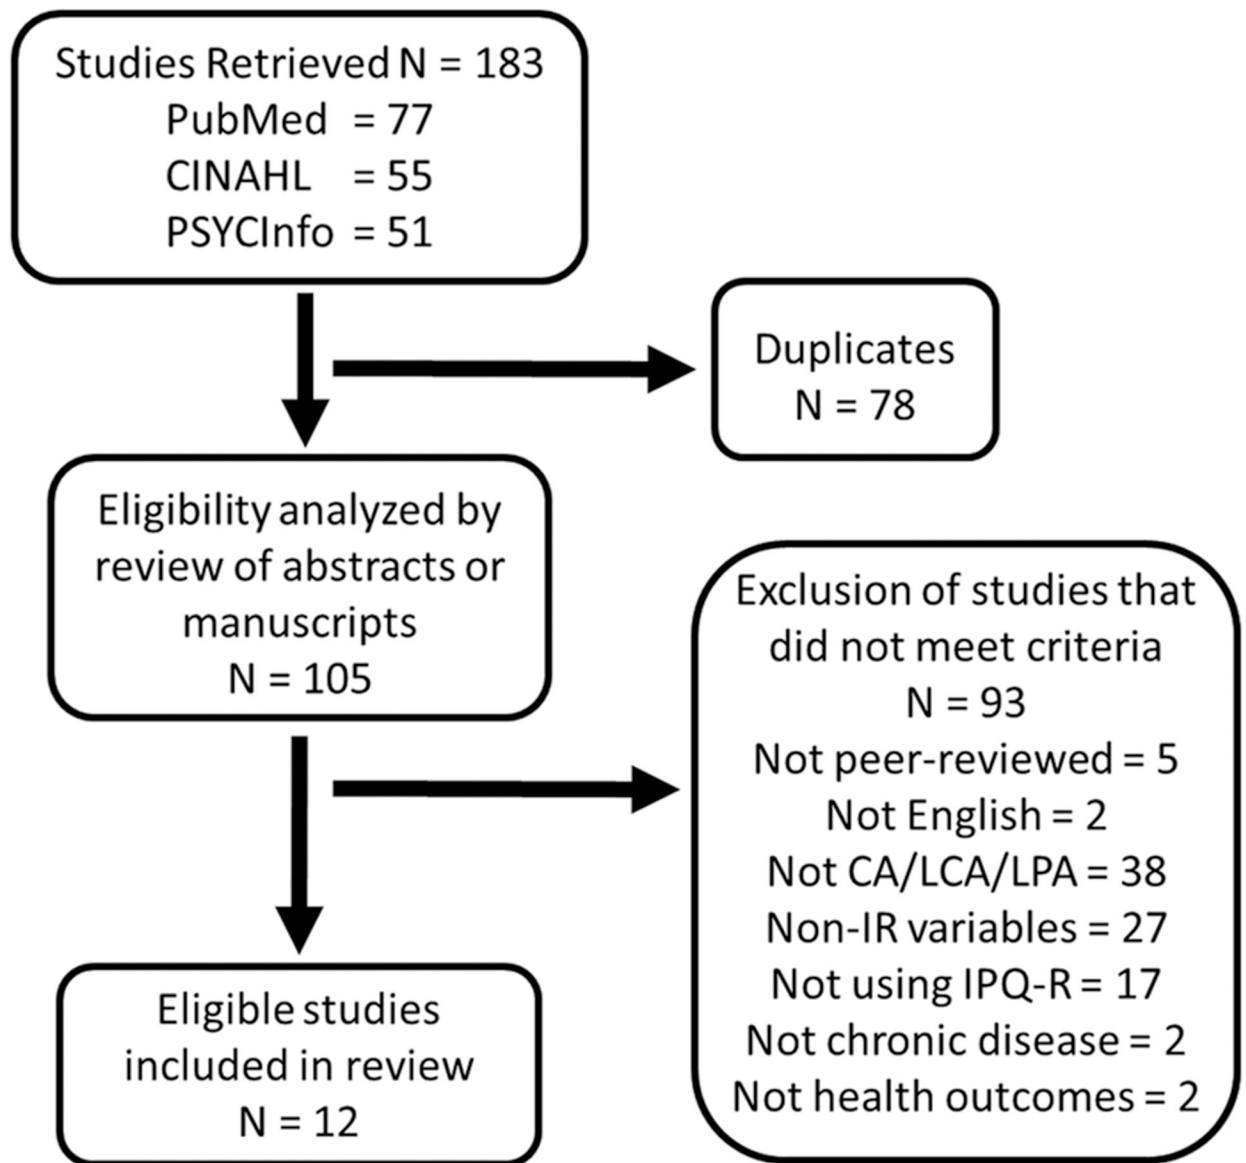 Studies Retrieved N = 183
PubMed = 77
CINAHL = 55
PSYCInfo = 51
Duplicates
N = 78
Eligibility analyzed by
review of abstracts or
manuscripts
N = 105
Exclusion of studies that
did not meet criteria
N = 93
Not peer-reviewed = 5
Not English = 2
Not CA/LCA/LPA = 38
Non-IR variables = 27
Not using IPQ-R = 17
Not chronic disease = 2
Not health outcomes = 2
Eligible studies
included in review
N = 12